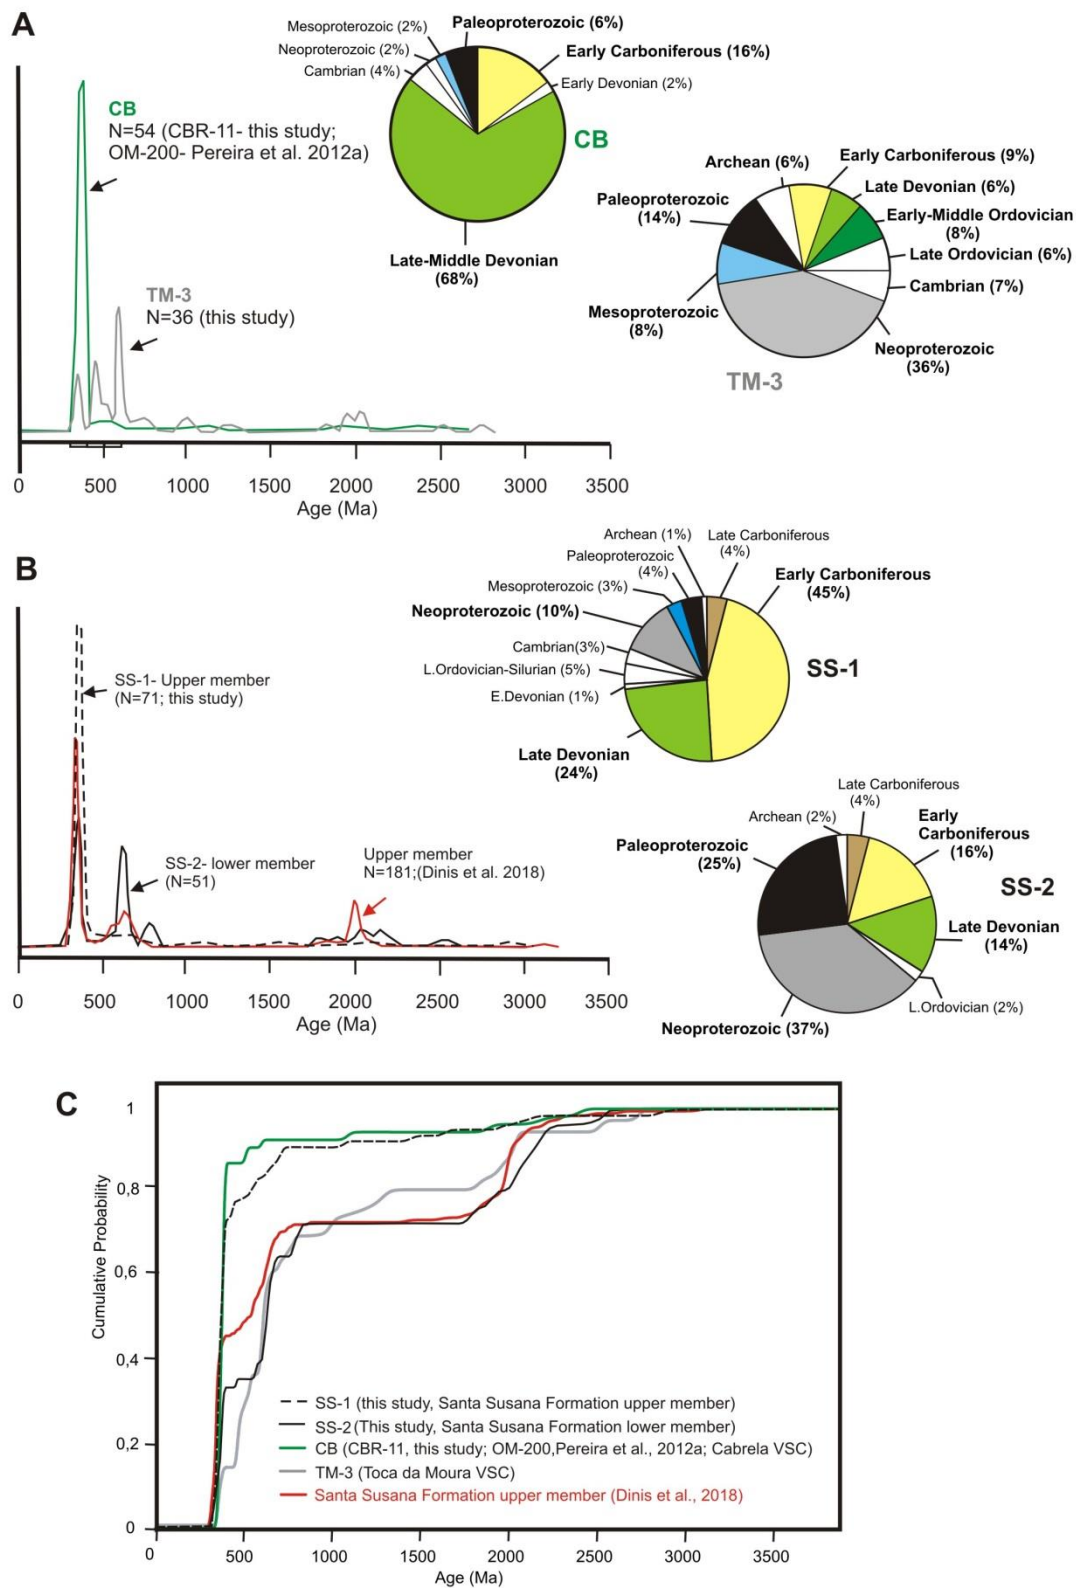 A
Mesoproterozoic (2%)
Paleoproterozoic (6%)
Neoproterozoic (2%)
Early Carboniferous (16%)
Cambrian (4%)
Early Devonian (2%)
CB
N=54 (CBR-11- this study;
OM-200- Pereira et al. 2012a)
CB
Late-Middle Devonian
(68%)
Archean (6%)
Early Carboniferous (9%)
Late Devonian (6%)
Paleoproterozoic
(14%)
Early-Middle Ordovician
(8%)
Late Ordovician (6%)
Cambrian (7%)
Mesoproterozoic
(8%)
Neoproterozoic
(36%)
TM-3
TM-3
N=36 (this study)
0 500 1000 1500 2000 2500 3000 3500
Age (Ma)
B
Archean (1%)
Late Carboniferous
(4%)
Paleoproterozoic
(4%)
Early Carboniferous
(45%)
Mesoproterozoic (3%)
Neoproterozoic (10%)
Cambrian(3%)
L.Ordovician-Silurian (5%)
E.Devonian (1%)
SS-1
Late Devonian
(24%)
SS-1- Upper member
(N=71; this study)
SS-2- lower member
(N=51)
Upper member
N=181;(Dinis et al. 2018)
Late Carboniferous
(4%)
Archean (2%)
Early
Carboniferous
(16%)
Paleoproterozoic
(25%)
SS-2
Late Devonian
(14%)
L.Ordovician (2%)
Neoproterozoic (37%)
0 500 1000 1500 2000 2500 3000 3500
Age (Ma)
C
Cumulative Probability
1
0,8
0,6
0,4
0,2
0
SS-1 (this study, Santa Susana Formation upper member)
SS-2 (This study, Santa Susana Formation lower member)
CB (CBR-11, this study; OM-200,Pereira et al., 2012a; Cabrela VSC)
TM-3 (Toca da Moura VSC)
Santa Susana Formation upper member (Dinis et al., 2018)
0 500 1000 1500 2000 2500 3000 3500
Age (Ma)